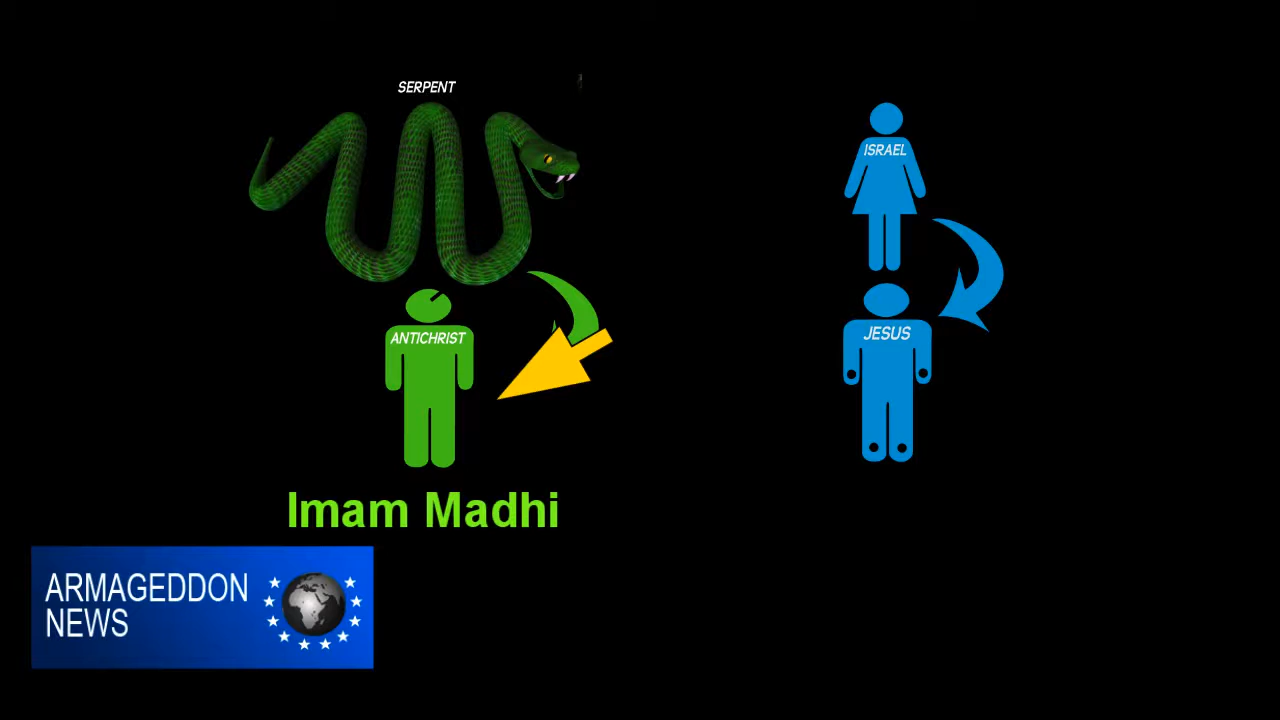 SERPENT
ISRAEL
ANTICHRIST
JESUS
Imam Madhi
ARMAGEDDON
NEWS